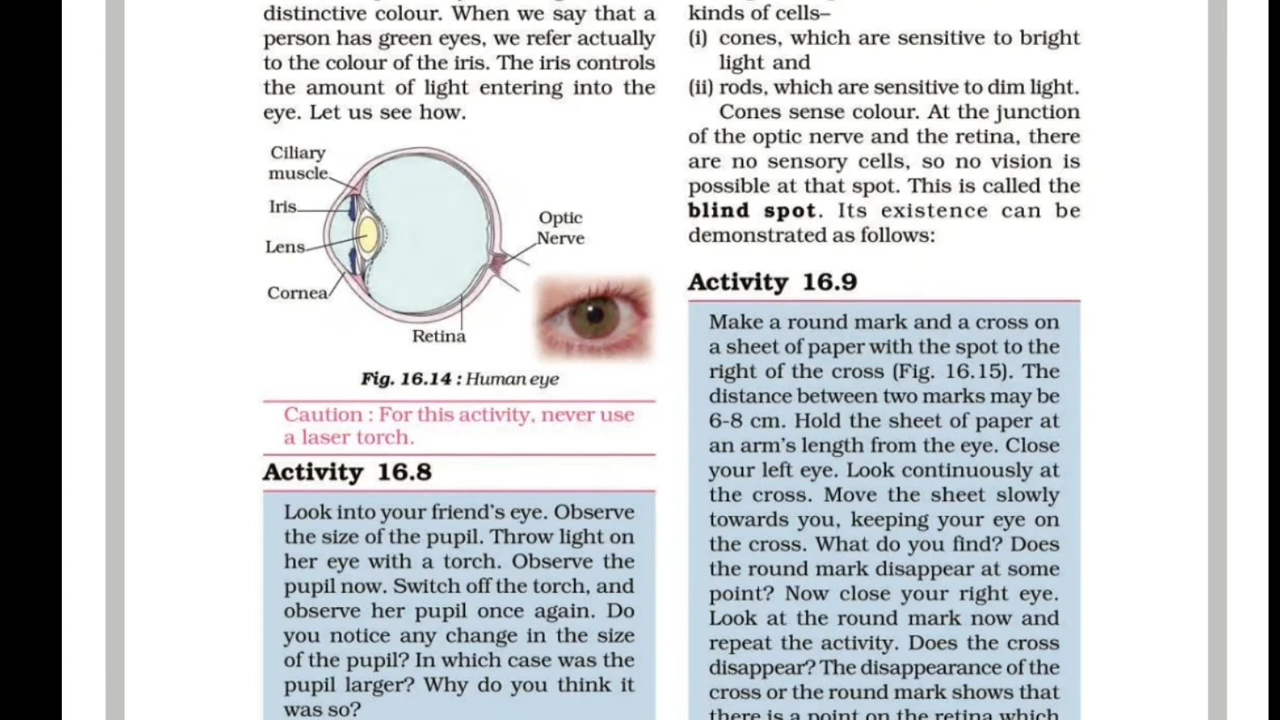 distinctive colour. When we say that a
person has green eyes, we refer actually
to the colour of the iris. The iris controls
the amount of light entering into the
eye. Let us see how.
Ciliary
muscle
Iris
Lens
Cornea
Optic
Nerve
Retina
Fig. 16.14 : Human eye
Caution : For this activity, never use
a laser torch.
Activity 16.8
Look into your friend's eye. Observe
the size of the pupil. Throw light on
her eye with a torch. Observe the
pupil now. Switch off the torch, and
observe her pupil once again. Do
you notice any change in the size
of the pupil? In which case was the
pupil larger? Why do you think it
was so?
kinds of cells–
(i) cones, which are sensitive to bright
light and
(ii) rods, which are sensitive to dim light.
Cones sense colour. At the junction
of the optic nerve and the retina, there
are no sensory cells, so no vision is
possible at that spot. This is called the
blind spot. Its existence can be
demonstrated as follows:
Activity 16.9
Make a round mark and a cross on
a sheet of paper with the spot to the
right of the cross (Fig. 16.15). The
distance between two marks may be
6-8 cm. Hold the sheet of paper at
an arm's length from the eye. Close
your left eye. Look continuously at
the cross. Move the sheet slowly
towards you, keeping your eye on
the cross. What do you find? Does
the round mark disappear at some
point? Now close your right eye.
Look at the round mark now and
repeat the activity. Does the cross
disappear? The disappearance of the
cross or the round mark shows that
there is a point on the retina which